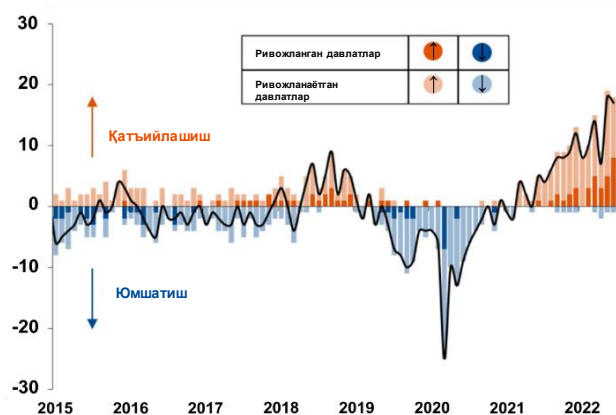 30
20
10
0
-10
-20
-30
Ривожланган давлатлар ↑ ↓
Ривожланаётган
давлатлар ↑ ↓
Қатъийлашиш
Юмшатиш
2015 2016 2017 2018 2019 2020 2021 2022